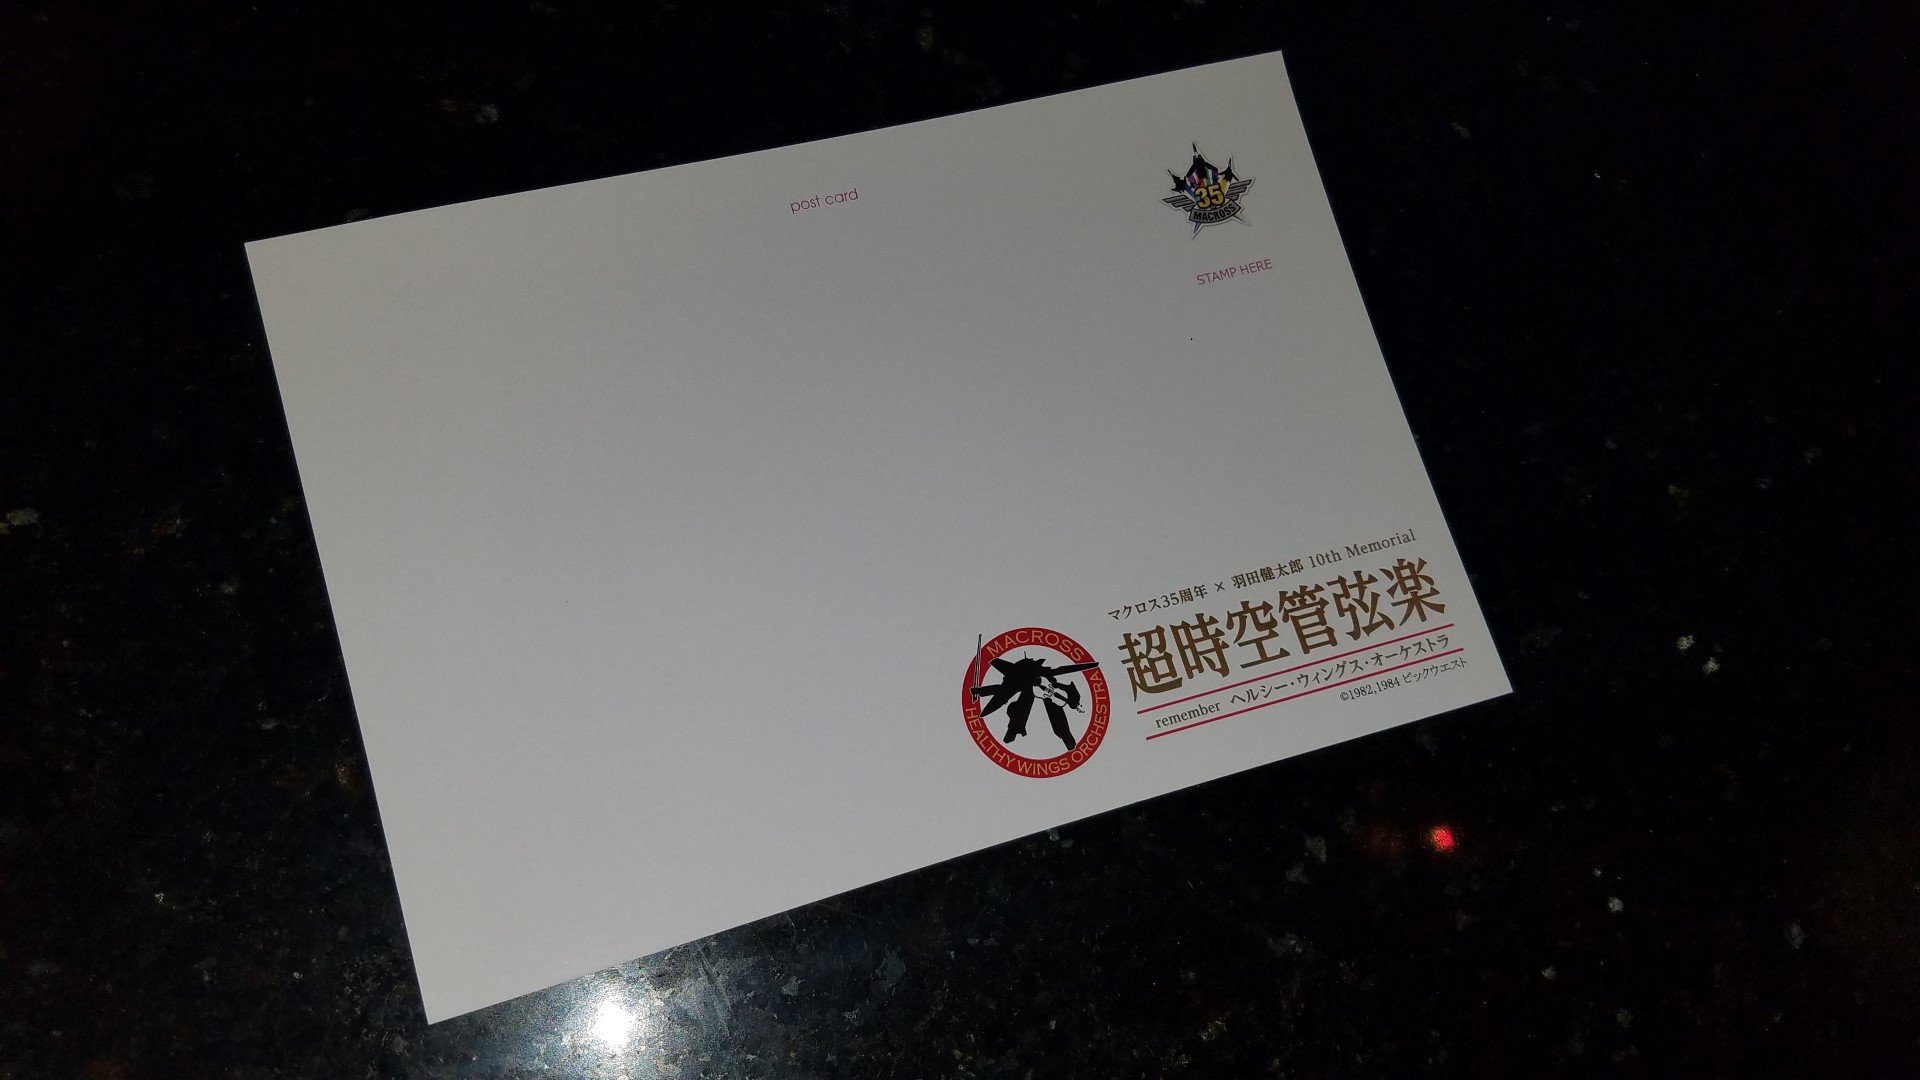 post card
35
MACROSS
STAMP HERE
マクロス35周年 × 羽田健太郎 10th Memorial
超時空管弦楽
remember ヘルシー・ウィングス・オーケストラ
©1982,1984 ビックウエスト
MACROSS
HEALTHY WINGS ORCHESTRA